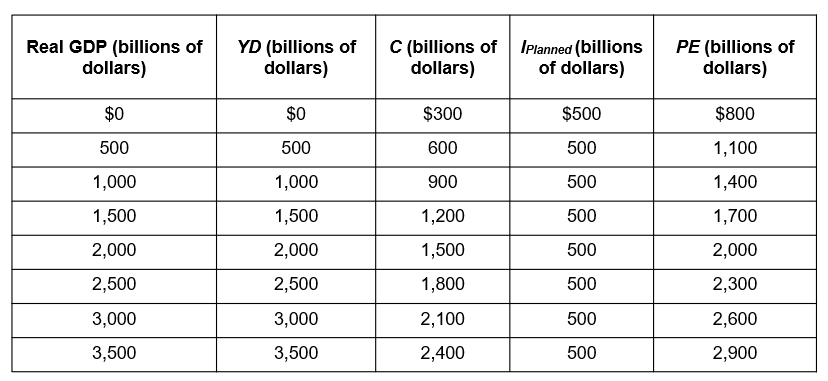 Real GDP (billions of dollars) YD (billions of dollars) C (billions of dollars) IPlanned (billions of dollars) PE (billions of dollars)
$0 $0 $300 $500 $800
500 500 600 500 1,100
1,000 1,000 900 500 1,400
1,500 1,500 1,200 500 1,700
2,000 2,000 1,500 500 2,000
2,500 2,500 1,800 500 2,300
3,000 3,000 2,100 500 2,600
3,500 3,500 2,400 500 2,900